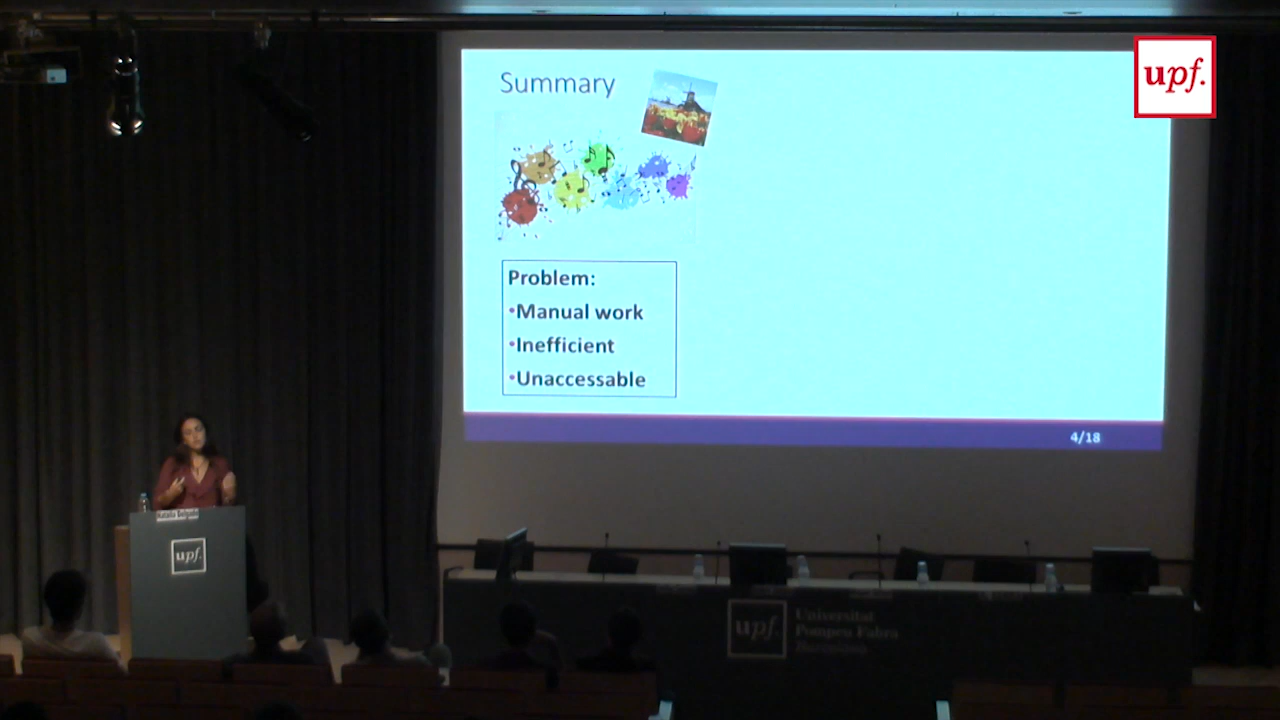 Summary
upf.
Problem:
•Manual work
•Inefficient
•Unaccessable
4/18
upf.
upf.
Universitat
Pompeu Fabra
Barcelona